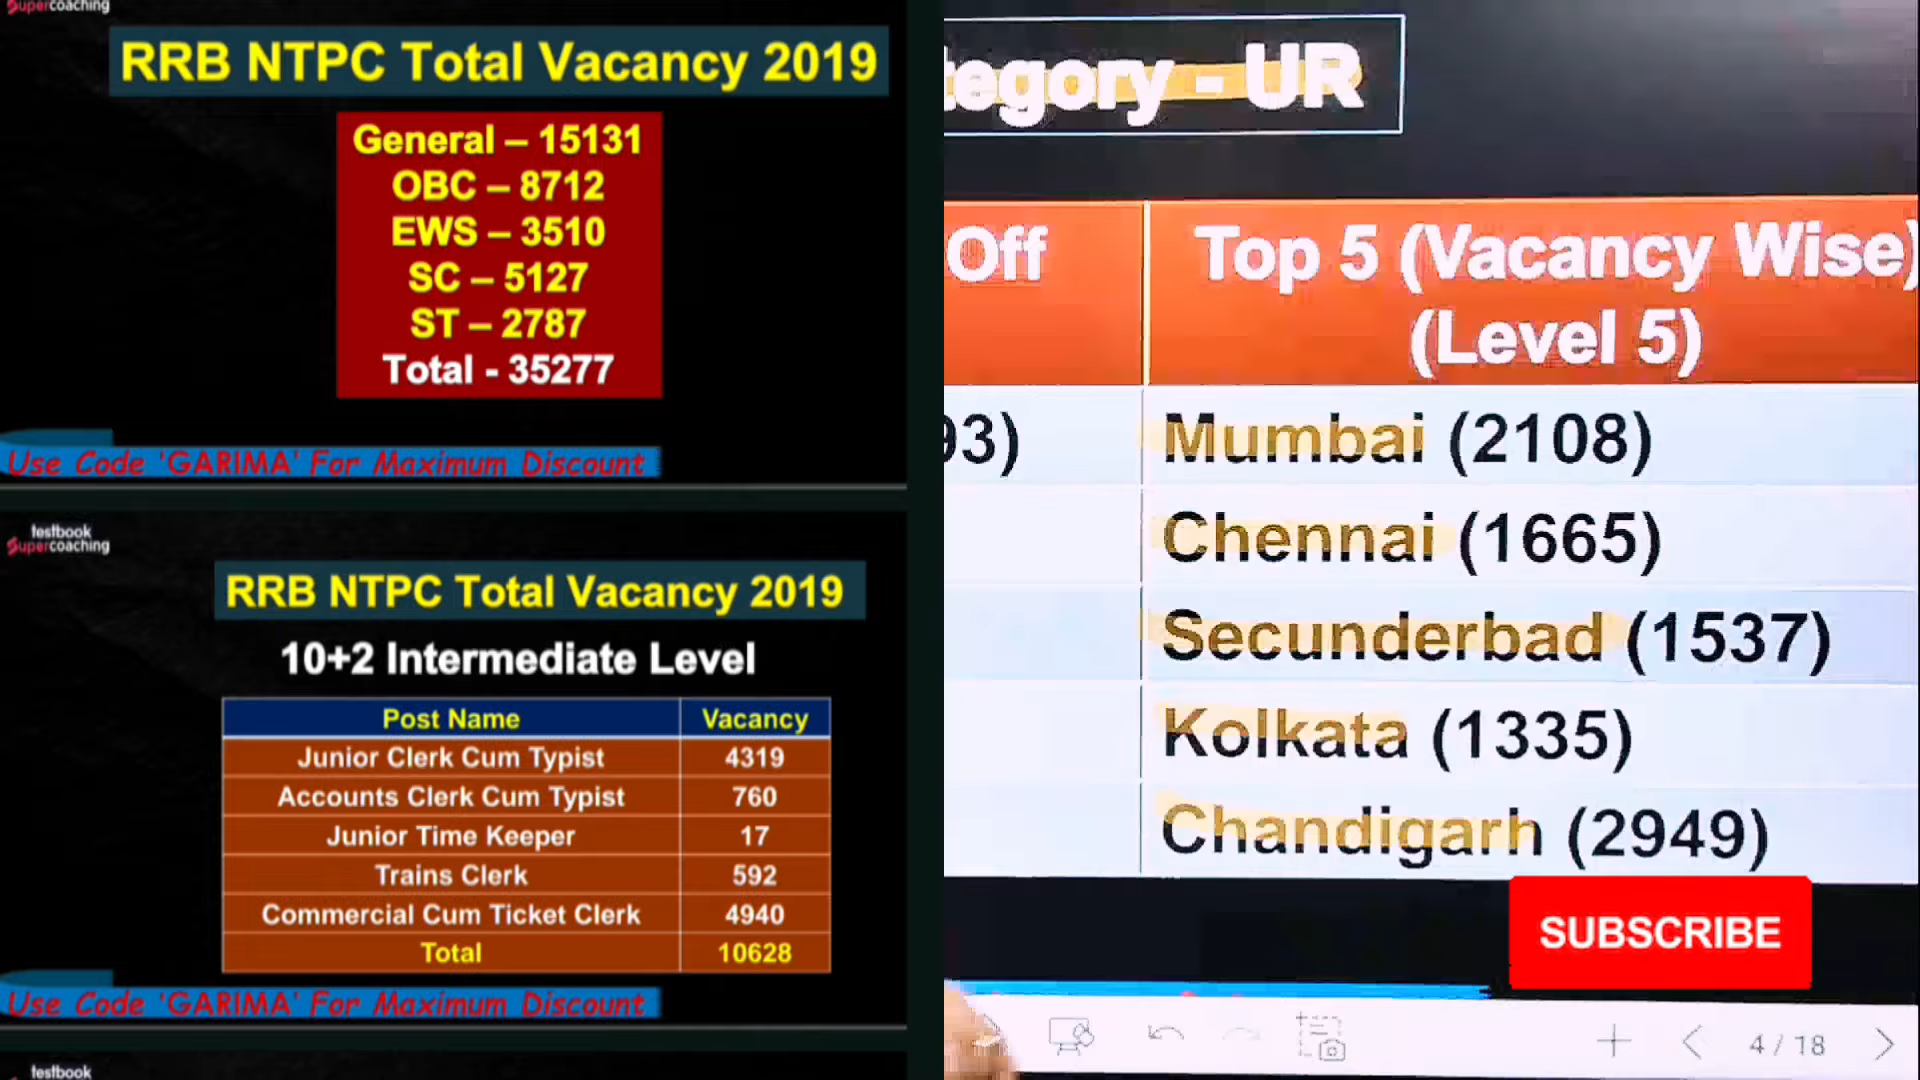 Supercoaching
RRB NTPC Total Vacancy 2019
General – 15131
OBC – 8712
EWS – 3510
SC – 5127
ST – 2787
Total - 35277
Use Code 'GARIMA' For Maximum Discount
testbook
Supercoaching
RRB NTPC Total Vacancy 2019
10+2 Intermediate Level
Post Name Vacancy
Junior Clerk Cum Typist 4319
Accounts Clerk Cum Typist 760
Junior Time Keeper 17
Trains Clerk 592
Commercial Cum Ticket Clerk 4940
Total 10628
Use Code 'GARIMA' For Maximum Discount
testbook
tegory - UR
Off Top 5 (Vacancy Wise)
(Level 5)
93) Mumbai (2108)
Chennai (1665)
Secunderbad (1537)
Kolkata (1335)
Chandigarh (2949)
SUBSCRIBE
4 / 18